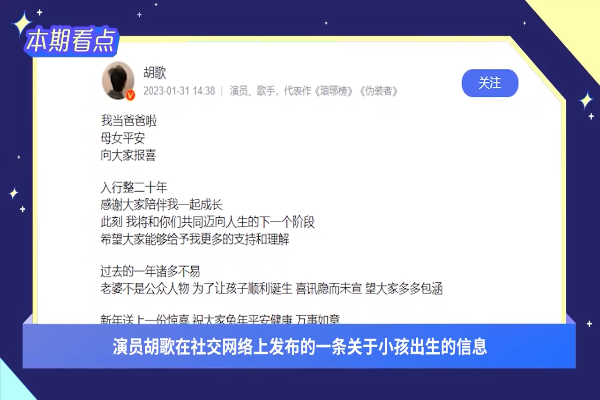 本期看点
胡歌
2023-01-31 14:38 | 演员、歌手，代表作《琅琊榜》《伪装者》
关注
我当爸爸啦
母女平安
向大家报喜
入行整二十年
感谢大家陪伴我一起成长
此刻 我将和你们共同迈向人生的下一个阶段
希望大家能够给予我更多的支持和理解
过去的一年诸多不易
老婆不是公众人物 为了让孩子顺利诞生 喜讯隐而未宣 望大家多多包涵
新年送上一份惊喜 祝大家兔年平安健康 万事如意
演员胡歌在社交网络上发布的一条关于小孩出生的信息